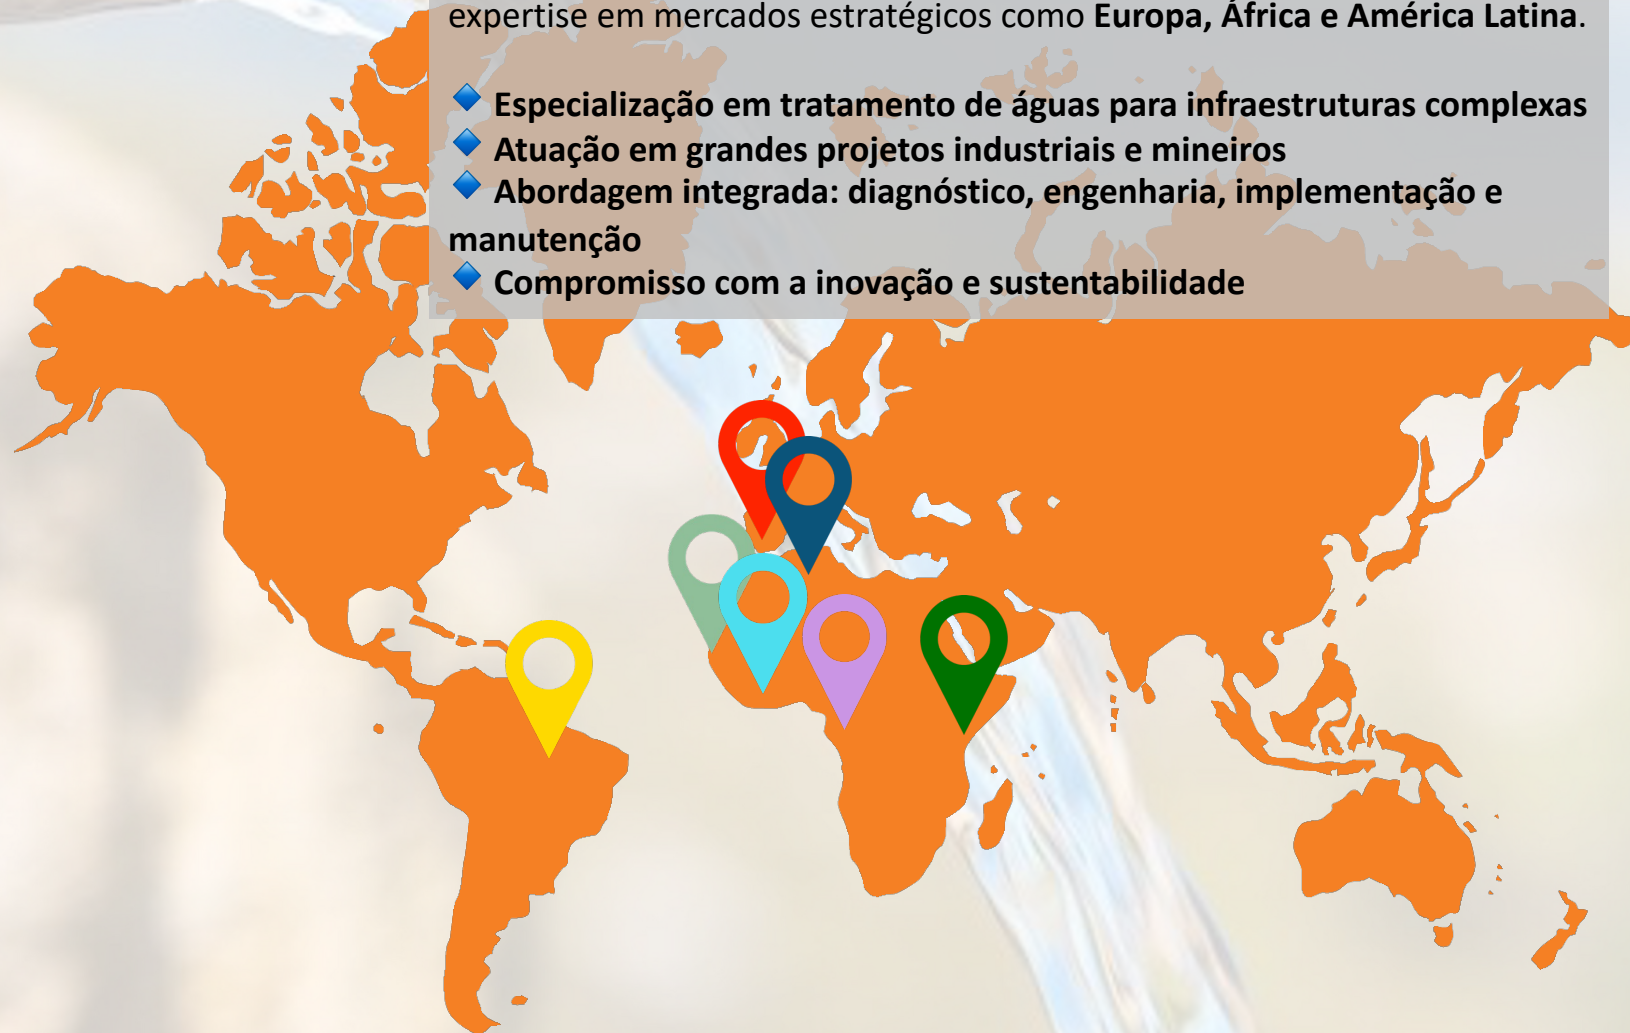 expertise em mercados estratégicos como Europa, África e América Latina.
Especialização em tratamento de águas para infraestruturas complexas
Atuação em grandes projetos industriais e mineiros
Abordagem integrada: diagnóstico, engenharia, implementação e
manutenção
Compromisso com a inovação e sustentabilidade